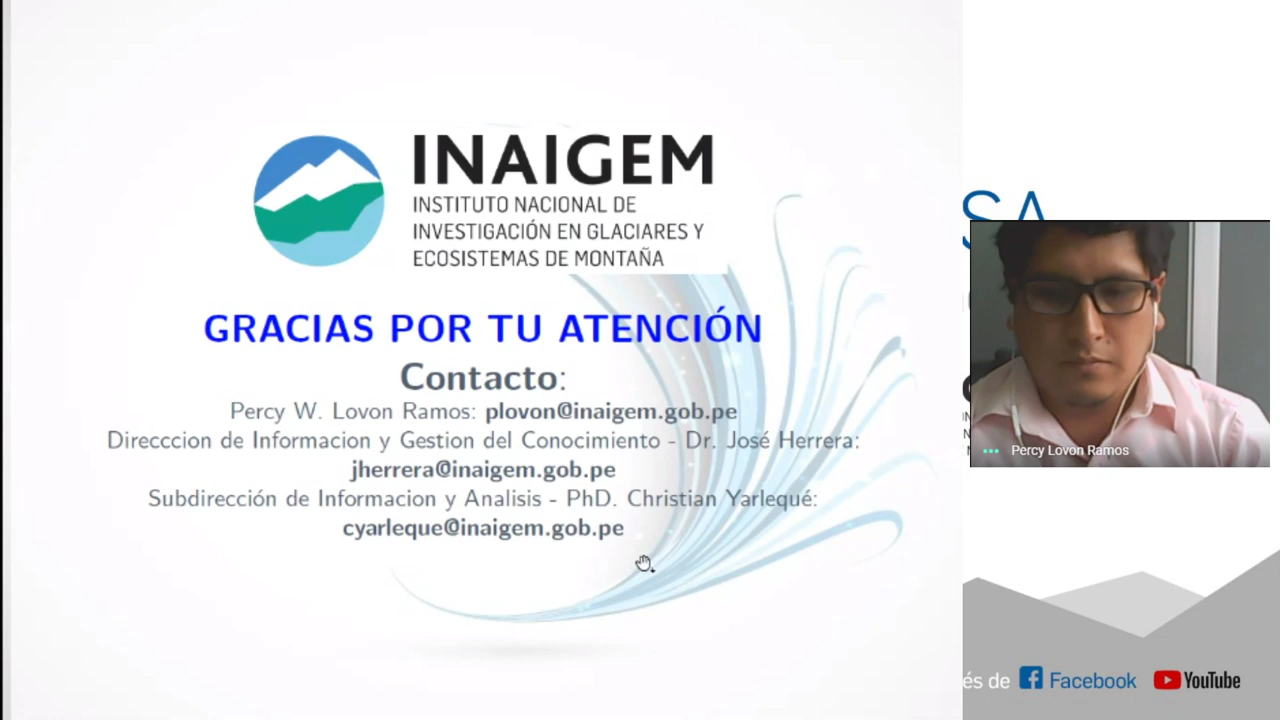 INAIGEM
INSTITUTO NACIONAL DE
INVESTIGACIÓN EN GLACIARES Y
ECOSISTEMAS DE MONTAÑA
GRACIAS POR TU ATENCIÓN
Contacto:
Percy W. Lovon Ramos: plovon@inaigem.gob.pe
Direcccion de Informacion y Gestion del Conocimiento - Dr. José Herrera:
jherrera@inaigem.gob.pe
Subdirección de Informacion y Analisis - PhD. Christian Yarlequé:
cyarleque@inaigem.gob.pe
SA
Percy Lovon Ramos
és de Facebook YouTube